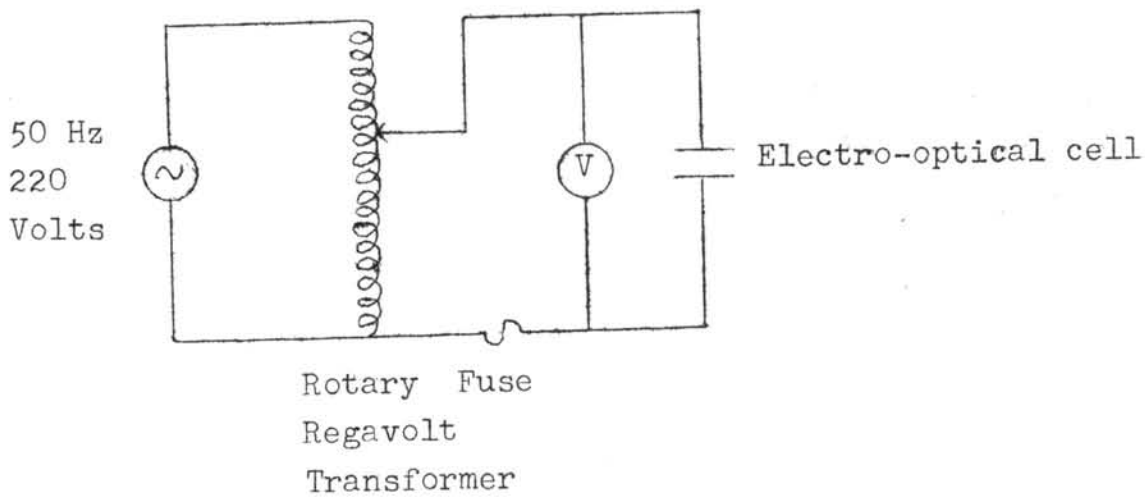 50 Hz
220
Volts
V
Electro-optical cell
Rotary Fuse
Regavolt
Transformer